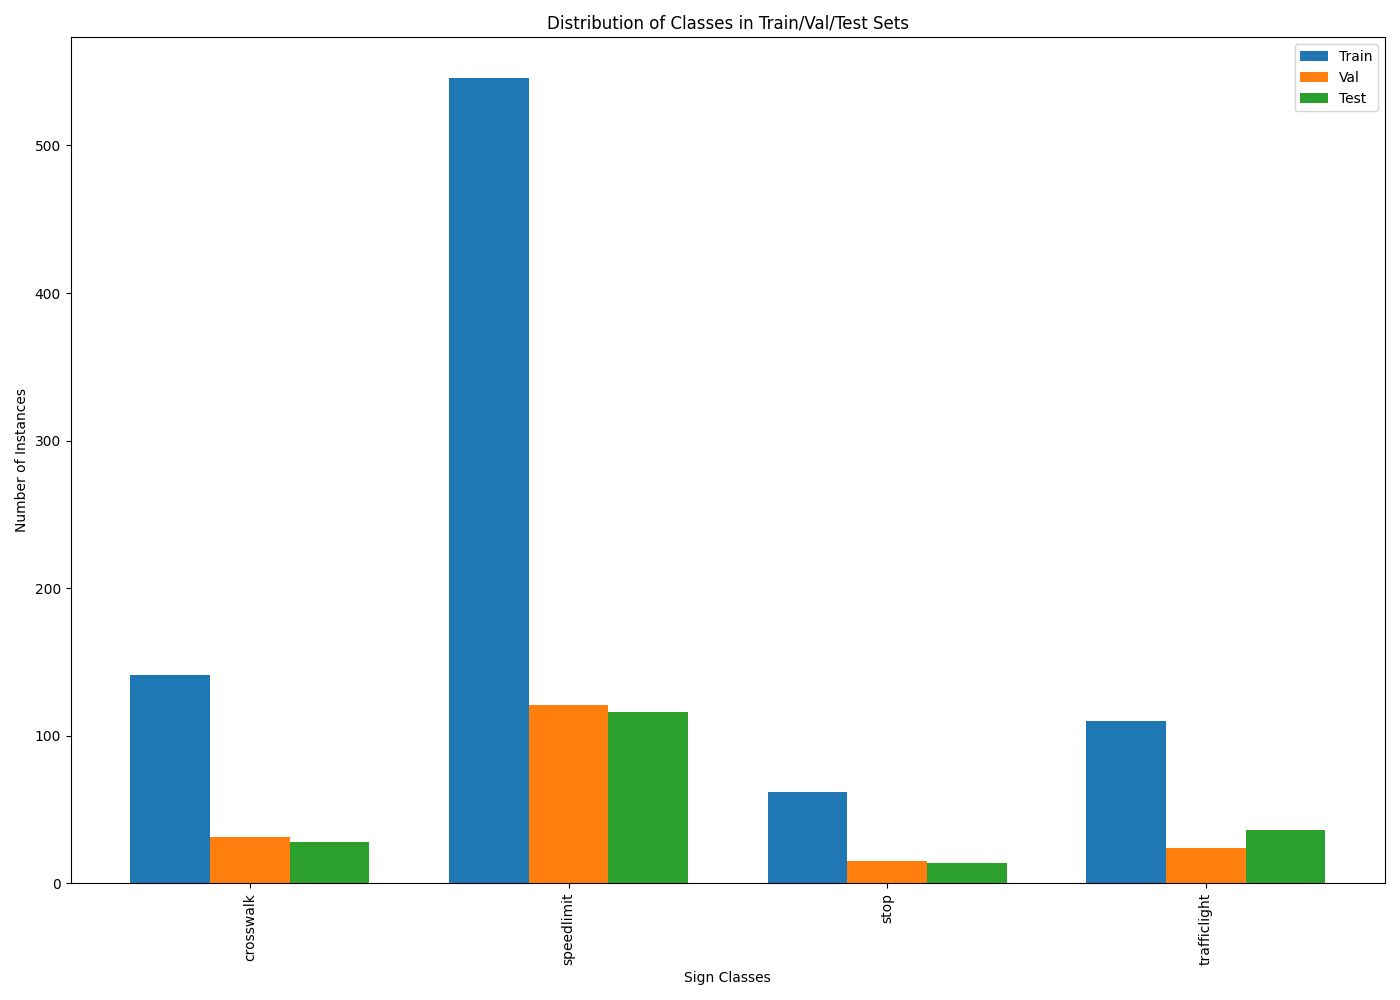 Distribution of Classes in Train/Val/Test Sets
Train
Val
Test
Number of Instances
500
400
300
200
100
0
crosswalk
speedlimit
stop
trafficlight
Sign Classes